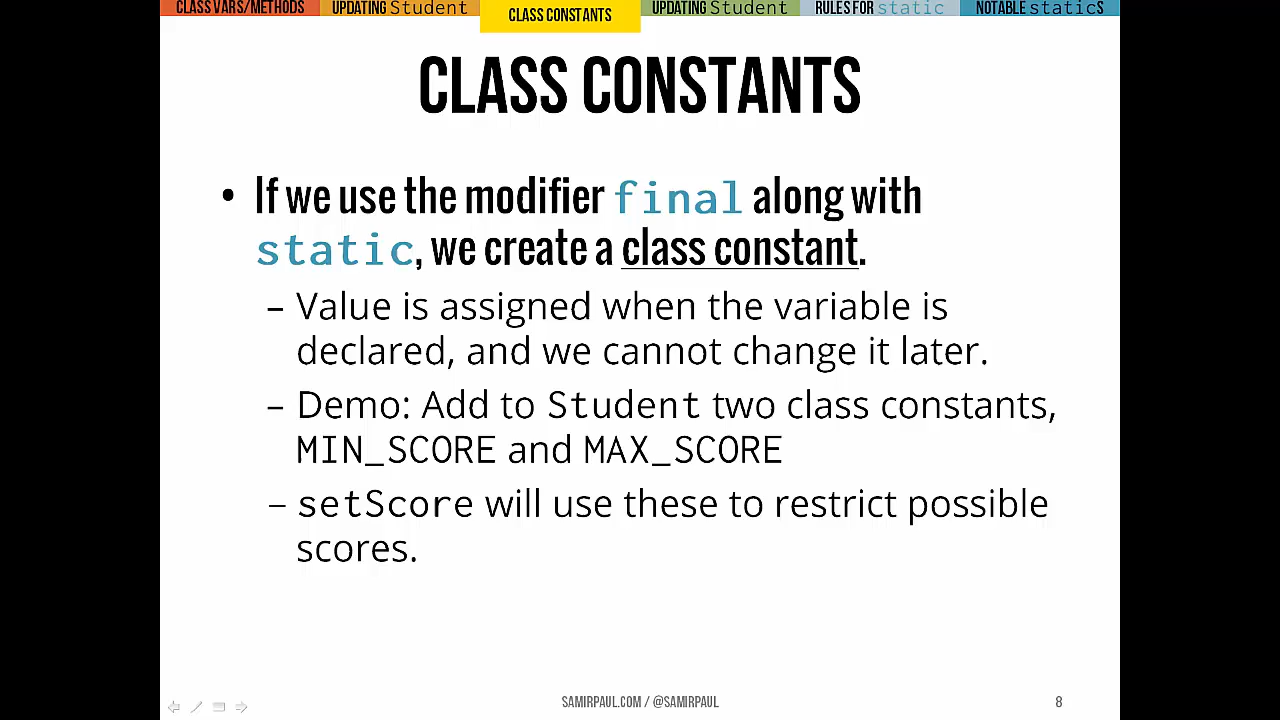 CLASS VARS/METHODS UPDATING Student CLASS CONSTANTS UPDATING Student RULES FOR static NOTABLE staticS
CLASS CONSTANTS
• If we use the modifier final along with
static, we create a class constant.
– Value is assigned when the variable is
declared, and we cannot change it later.
– Demo: Add to Student two class constants,
MIN_SCORE and MAX_SCORE
– setScore will use these to restrict possible
scores.
SAMIRPAUL.COM / @SAMIRPAUL 8